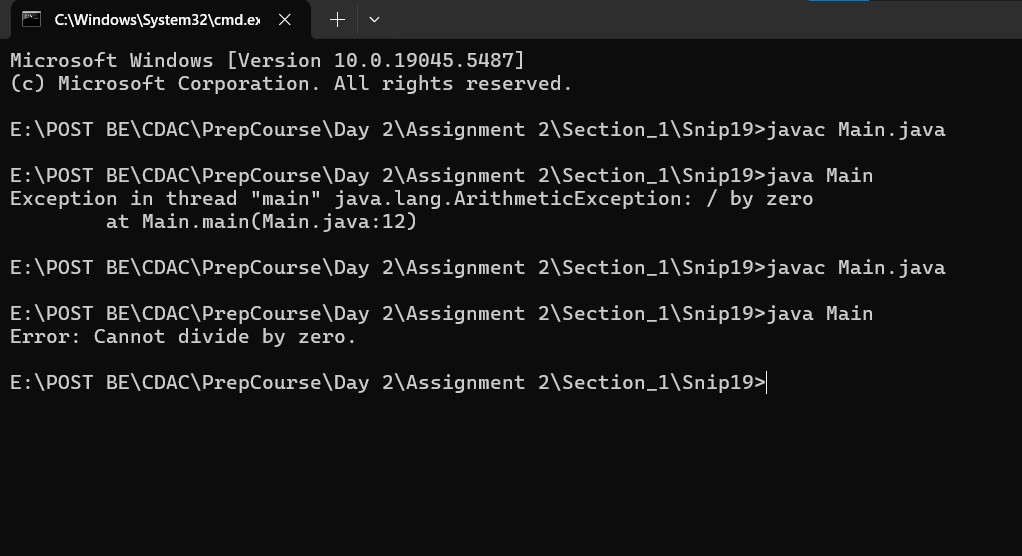 C:\Windows\System32\cmd.ex
Microsoft Windows [Version 10.0.19045.5487]
(c) Microsoft Corporation. All rights reserved.
E:\POST BE\CDAC\PrepCourse\Day 2\Assignment 2\Section_1\Snip19>javac Main.java
E:\POST BE\CDAC\PrepCourse\Day 2\Assignment 2\Section_1\Snip19>java Main
Exception in thread "main" java.lang.ArithmeticException: / by zero
        at Main.main(Main.java:12)
E:\POST BE\CDAC\PrepCourse\Day 2\Assignment 2\Section_1\Snip19>javac Main.java
E:\POST BE\CDAC\PrepCourse\Day 2\Assignment 2\Section_1\Snip19>java Main
Error: Cannot divide by zero.
E:\POST BE\CDAC\PrepCourse\Day 2\Assignment 2\Section_1\Snip19>